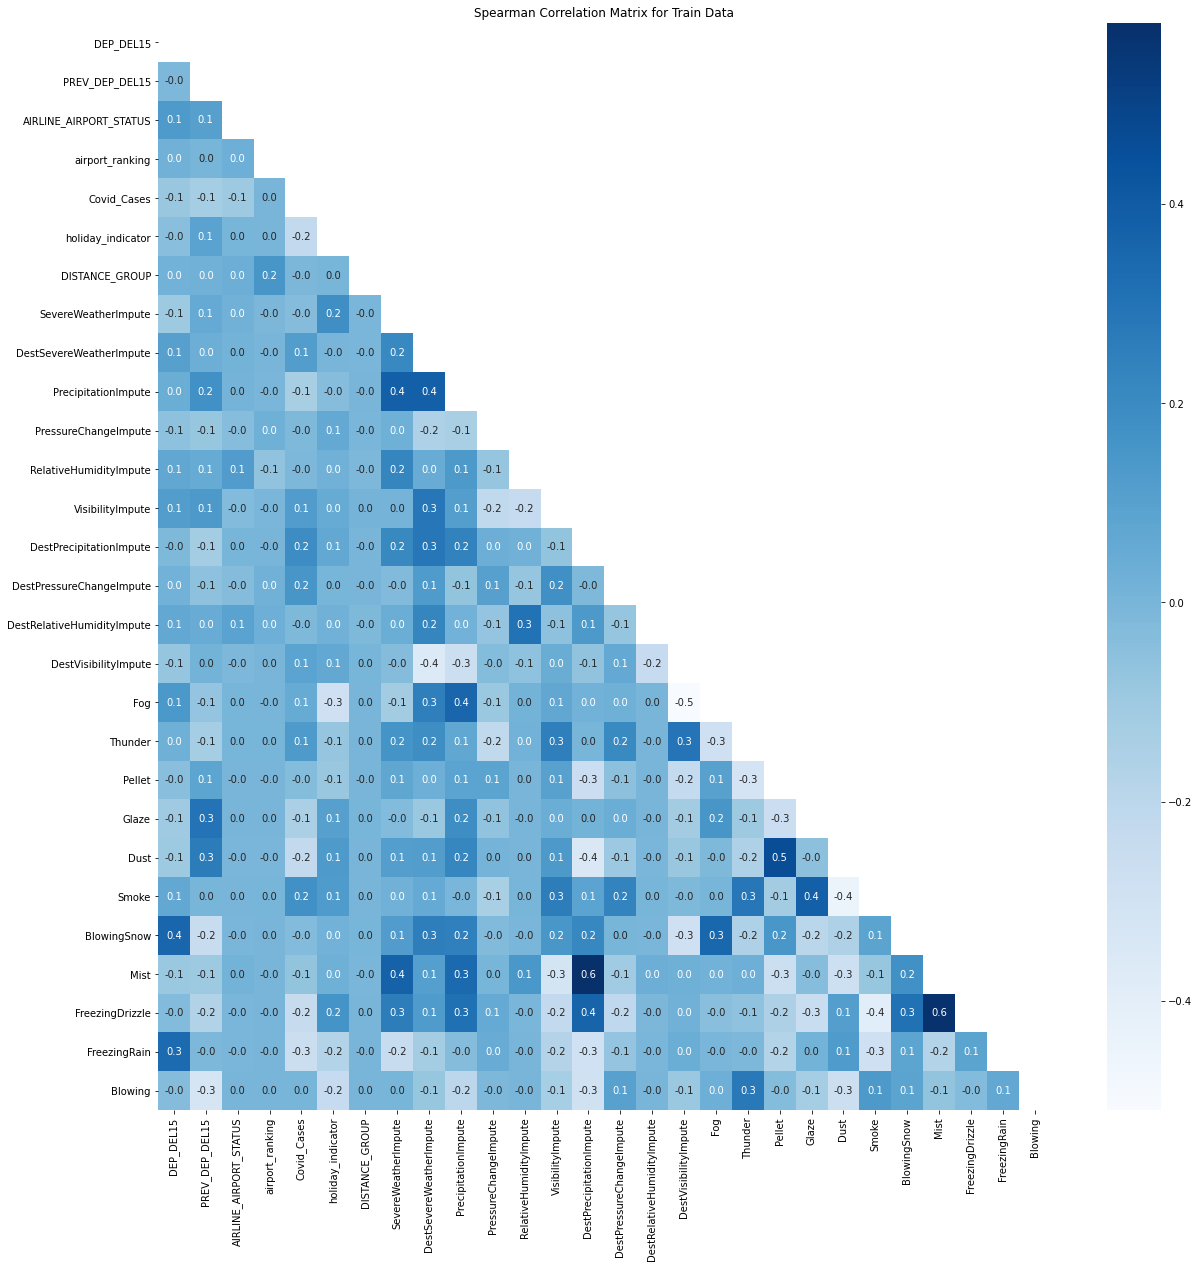 Spearman Correlation Matrix for Train Data
DEP_DEL15
PREV_DEP_DEL15 -0.0
AIRLINE_AIRPORT_STATUS 0.1 0.1
airport_ranking 0.0 0.0 0.0
Covid_Cases -0.1 -0.1 -0.1 0.0
holiday_indicator -0.0 0.1 0.0 0.0 -0.2
DISTANCE_GROUP 0.0 0.0 0.0 0.2 -0.0 0.0
SevereWeatherImpute -0.1 0.1 0.0 -0.0 -0.0 0.2 -0.0
DestSevereWeatherImpute 0.1 0.0 0.0 -0.0 0.1 -0.0 -0.0 0.2
PrecipitationImpute 0.0 0.2 0.0 -0.0 -0.1 -0.0 -0.0 0.4 0.4
PressureChangeImpute -0.1 -0.1 -0.0 0.0 -0.0 0.1 -0.0 0.0 -0.2 -0.1
RelativeHumidityImpute 0.1 0.1 0.1 -0.1 -0.0 0.0 -0.0 0.2 0.0 0.1 -0.1
VisibilityImpute 0.1 0.1 -0.0 -0.0 0.1 0.0 0.0 0.0 0.3 0.1 -0.2 -0.2
DestPrecipitationImpute -0.0 -0.1 0.0 -0.0 0.2 0.1 -0.0 0.2 0.3 0.2 0.0 0.0 -0.1
DestPressureChangeImpute 0.0 -0.1 -0.0 0.0 0.2 0.0 -0.0 -0.0 0.1 -0.1 0.1 -0.1 0.2 -0.0
DestRelativeHumidityImpute 0.1 0.0 0.1 -0.0 -0.0 0.0 -0.0 0.0 0.2 0.0 -0.1 0.3 -0.1 0.1 -0.1
DestVisibilityImpute -0.1 0.0 -0.0 0.0 0.1 0.1 0.0 -0.0 -0.4 -0.3 -0.0 -0.1 0.0 -0.1 0.1 -0.2
Fog 0.1 -0.1 0.0 -0.0 0.1 -0.3 0.0 -0.1 0.3 0.4 -0.1 0.0 0.1 0.0 0.0 0.0 -0.5
Thunder 0.0 -0.1 0.0 0.0 0.1 -0.1 0.0 0.2 0.2 0.1 -0.2 0.0 0.3 0.0 0.2 -0.0 0.3 -0.3
Pellet -0.0 0.1 -0.0 -0.0 -0.0 -0.1 -0.0 0.1 0.0 0.1 0.1 0.0 0.1 -0.3 -0.1 -0.0 -0.2 0.1 -0.3
Glaze -0.1 0.3 0.0 0.0 -0.1 0.1 0.0 -0.0 -0.1 0.2 -0.1 -0.0 0.0 0.0 0.0 -0.0 -0.1 0.2 -0.1 -0.3
Dust -0.1 0.3 -0.0 -0.0 -0.2 0.1 -0.0 0.1 0.1 0.2 0.0 0.0 0.1 -0.4 -0.1 -0.0 -0.1 -0.0 -0.2 0.5 -0.0
Smoke 0.1 0.0 0.0 0.0 0.2 0.1 -0.0 0.0 0.1 -0.0 -0.1 0.0 0.3 0.1 0.2 -0.0 -0.0 0.0 0.3 -0.1 0.4 -0.4
BlowingSnow 0.4 -0.2 -0.0 -0.0 -0.0 0.0 -0.0 0.1 0.3 0.2 -0.0 -0.0 0.2 0.2 0.0 -0.0 -0.3 0.3 -0.2 0.2 -0.2 -0.2 0.1
Mist -0.1 -0.1 0.0 -0.0 -0.1 0.0 -0.0 0.4 0.1 0.3 0.0 0.1 -0.3 0.6 -0.1 0.0 0.0 0.0 0.0 -0.3 -0.0 -0.3 -0.1 0.2
FreezingDrizzle -0.0 -0.2 -0.0 -0.0 -0.2 0.2 -0.0 0.3 0.1 0.3 0.1 -0.0 -0.2 0.4 -0.2 -0.0 0.0 -0.0 -0.1 -0.2 -0.3 0.1 -0.4 0.3 0.6
FreezingRain 0.3 -0.0 -0.0 -0.0 -0.3 -0.2 -0.0 -0.2 -0.1 -0.0 0.0 -0.0 -0.2 -0.3 -0.1 -0.0 0.0 -0.0 -0.0 -0.2 0.0 0.1 -0.3 0.1 -0.2 0.1
Blowing -0.0 -0.3 0.0 0.0 0.0 -0.2 0.0 -0.0 -0.1 -0.2 -0.0 -0.0 -0.1 -0.3 0.1 -0.0 -0.1 0.0 0.3 -0.2 -0.1 -0.3 0.1 0.1 -0.1 -0.0 0.1
DEP_DEL15
PREV_DEP_DEL15
AIRLINE_AIRPORT_STATUS
airport_ranking
Covid_Cases
holiday_indicator
DISTANCE_GROUP
SevereWeatherImpute
DestSevereWeatherImpute
PrecipitationImpute
PressureChangeImpute
RelativeHumidityImpute
VisibilityImpute
DestPrecipitationImpute
DestPressureChangeImpute
DestRelativeHumidityImpute
DestVisibilityImpute
Fog
Thunder
Pellet
Glaze
Dust
Smoke
BlowingSnow
Mist
FreezingDrizzle
FreezingRain
Blowing
0.4
0.2
0.0
−0.2
−0.4